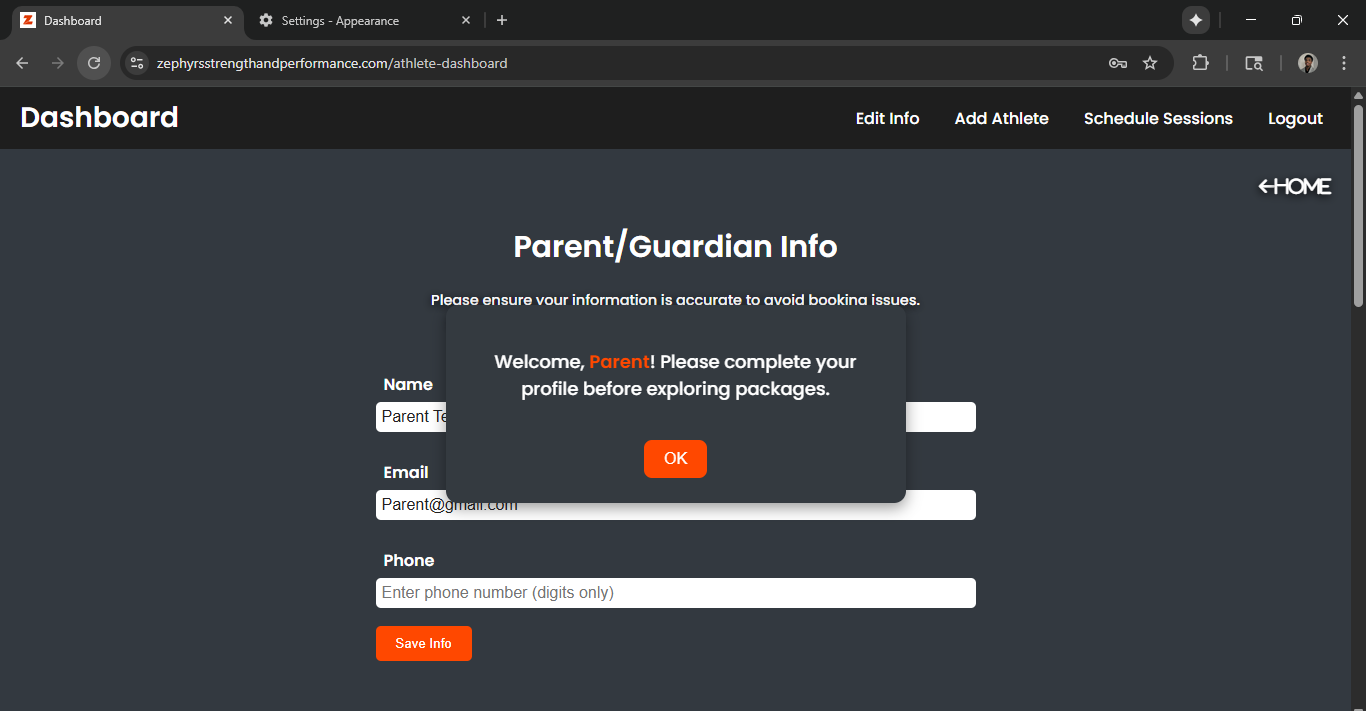 Dashboard
Settings - Appearance
zephyrsstrengthandperformance.com/athlete-dashboard
Dashboard
Edit Info
Add Athlete
Schedule Sessions
Logout
←HOME
Parent/Guardian Info
Please ensure your information is accurate to avoid booking issues.
Welcome, Parent! Please complete your
profile before exploring packages.
OK
Name
Parent Te
Email
Parent@gmail.com
Phone
Enter phone number (digits only)
Save Info